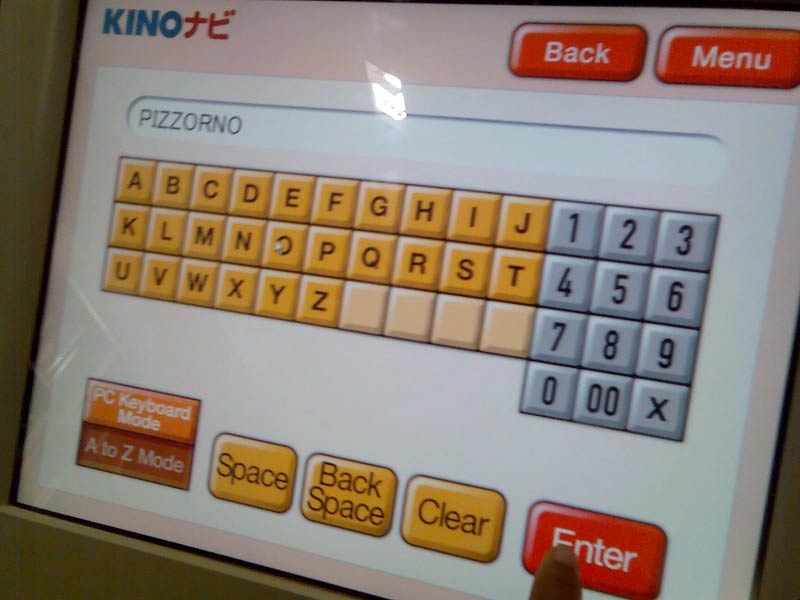 KINOナビ
Back
Menu
PIZZORNO
A B C D E F G H I J 1 2 3
K L M N O P Q R S T 4 5 6
U V W X Y Z 7 8 9
0 00 X
PC Keyboard
Mode
A to Z Mode
Space
Back
Space
Clear
Enter